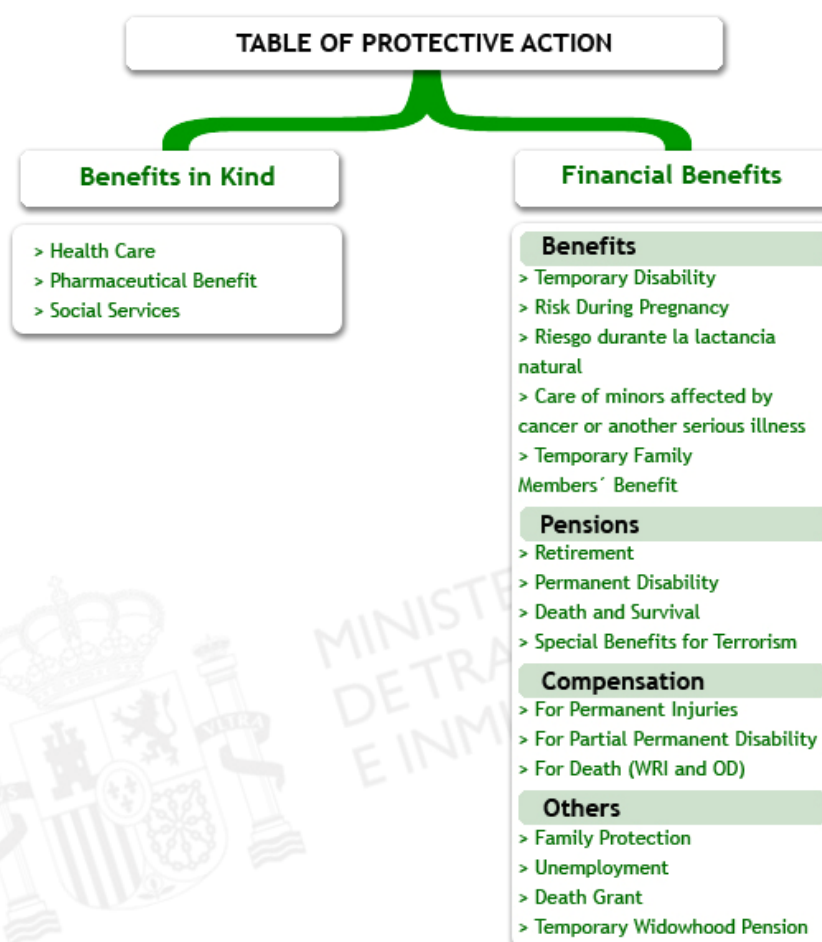 TABLE OF PROTECTIVE ACTION
Benefits in Kind
> Health Care
> Pharmaceutical Benefit
> Social Services
Financial Benefits
Benefits
> Temporary Disability
> Risk During Pregnancy
> Riesgo durante la lactancia
natural
> Care of minors affected by
cancer or another serious illness
> Temporary Family
Members´ Benefit
Pensions
> Retirement
> Permanent Disability
> Death and Survival
> Special Benefits for Terrorism
Compensation
> For Permanent Injuries
> For Partial Permanent Disability
> For Death (WRI and OD)
Others
> Family Protection
> Unemployment
> Death Grant
> Temporary Widowhood Pension
DE
E